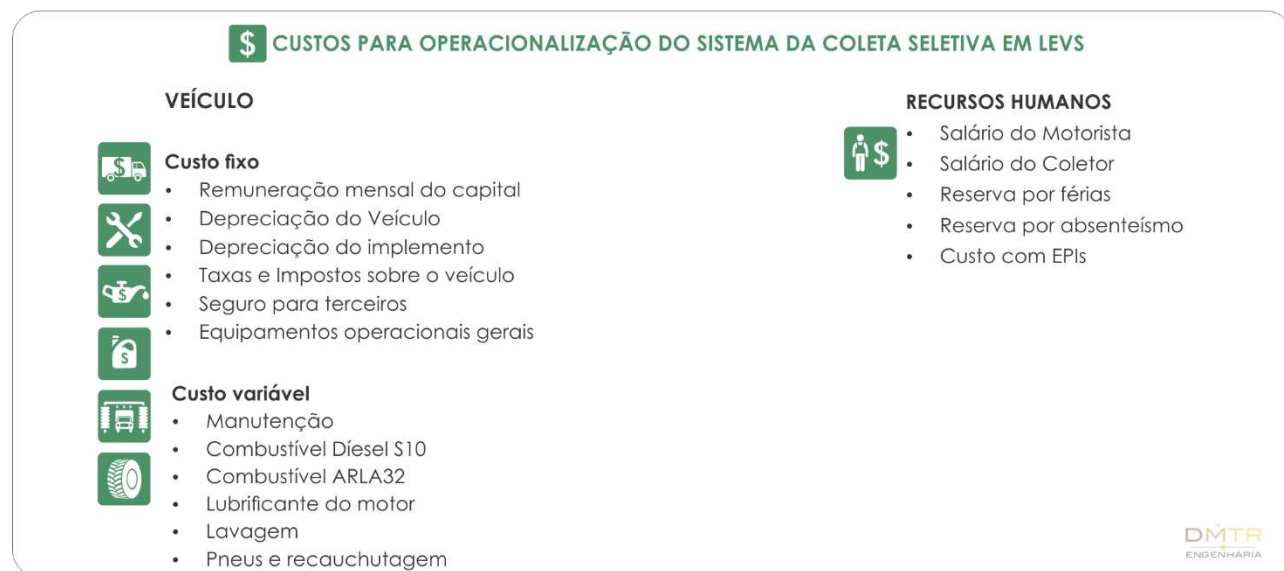 $ CUSTOS PARA OPERACIONALIZAÇÃO DO SISTEMA DA COLETA SELETIVA EM LEVS
VEÍCULO
Custo fixo
• Remuneração mensal do capital
• Depreciação do Veículo
• Depreciação do implemento
• Taxas e Impostos sobre o veículo
• Seguro para terceiros
• Equipamentos operacionais gerais
Custo variável
• Manutenção
• Combustível Díesel S10
• Combustível ARLA32
• Lubrificante do motor
• Lavagem
• Pneus e recauchutagem
RECURSOS HUMANOS
• Salário do Motorista
• Salário do Coletor
• Reserva por férias
• Reserva por absenteísmo
• Custo com EPIs
DMTR
ENGENHARIA